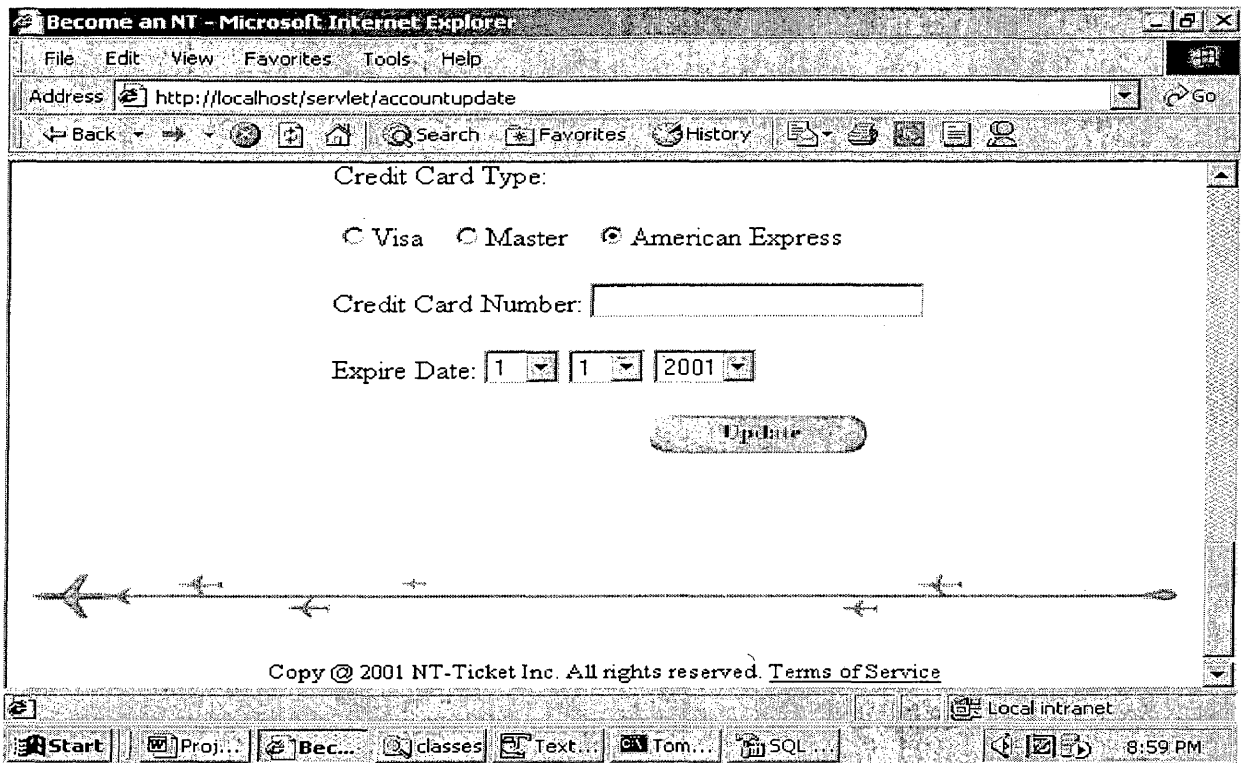 Become an NT - Microsoft Internet Explorer
File Edit View Favorites Tools Help
Address http://localhost/servlet/accountupdate Go
Back Search Favorites History
Credit Card Type:
Visa Master American Express
Credit Card Number:
Expire Date: 1 1 2001
Update
Copy @ 2001 NT-Ticket Inc. All rights reserved. Terms of Service
Local intranet
Start Proj... Bec... classes Text... Tom... SQL ... 8:59 PM